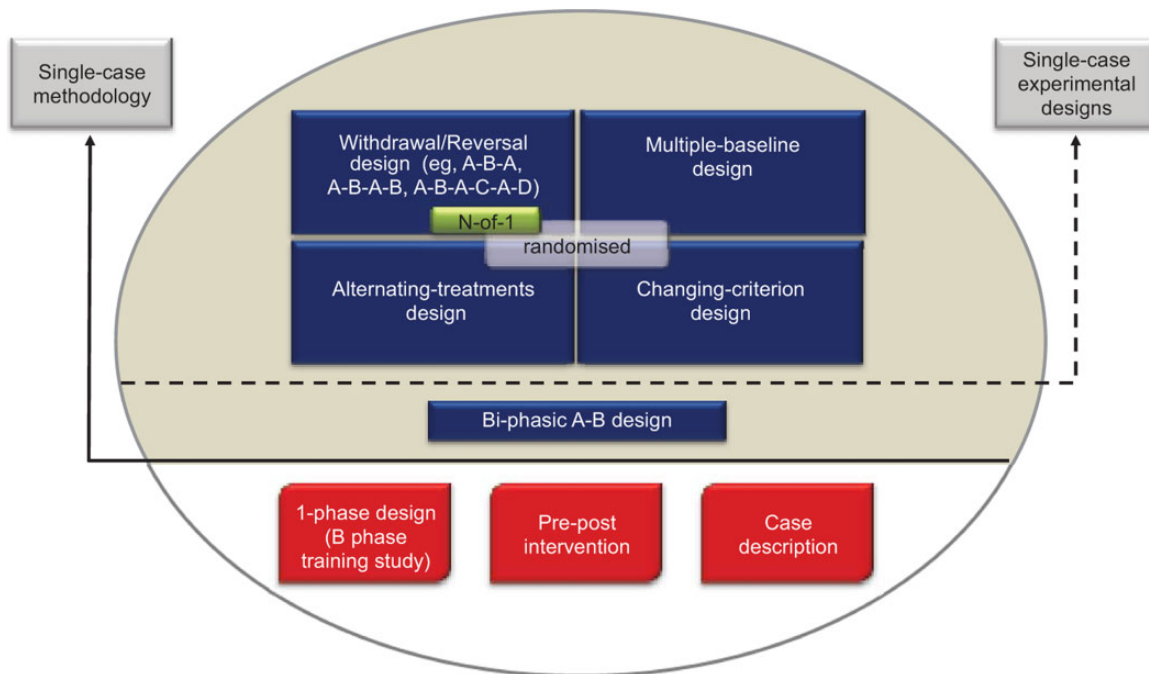 Single-case
methodology
Single-case
experimental
designs
Withdrawal/Reversal
design (eg, A-B-A,
A-B-A-B, A-B-A-C-A-D)
Multiple-baseline
design
N-of-1
randomised
Alternating-treatments
design
Changing-criterion
design
Bi-phasic A-B design
1-phase design
(B phase
training study)
Pre-post
intervention
Case
description